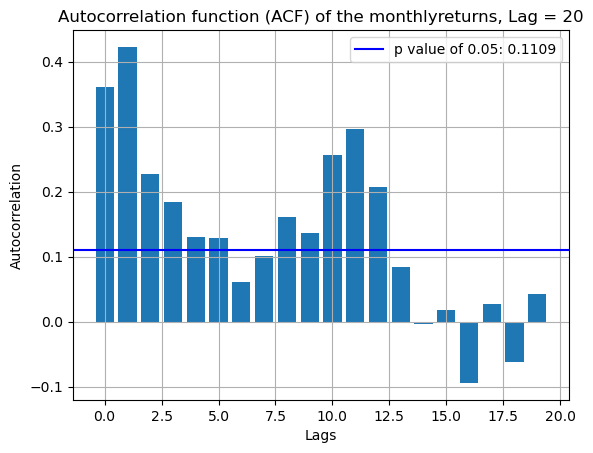 Autocorrelation function (ACF) of the monthlyreturns, Lag = 20
p value of 0.05: 0.1109
0.4
0.3
0.2
0.1
0.0
−0.1
Autocorrelation
0.0 2.5 5.0 7.5 10.0 12.5 15.0 17.5 20.0
Lags